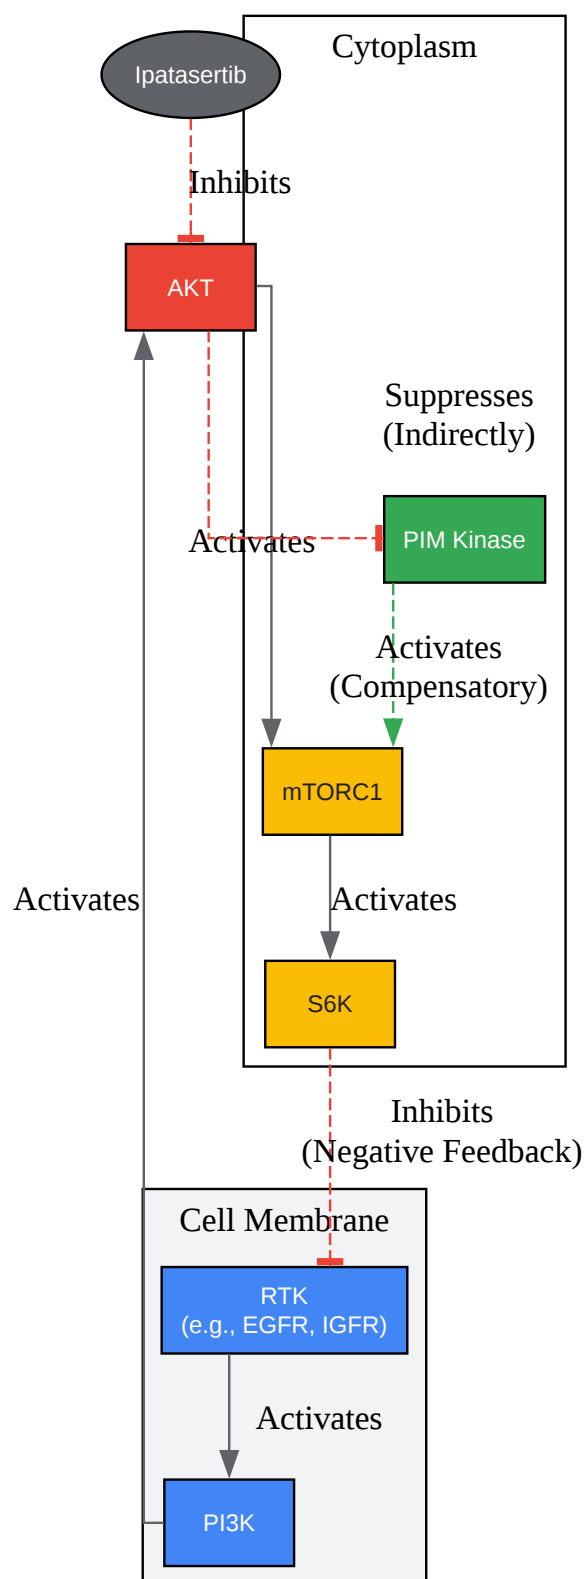 Cytoplasm
Ipatasertib
Inhibits
AKT
Suppresses
(Indirectly)
Activates
PIM Kinase
Activates
(Compensatory)
mTORC1
Activates
Activates
S6K
Inhibits
(Negative Feedback)
Cell Membrane
RTK
(e.g., EGFR, IGFR)
Activates
PI3K